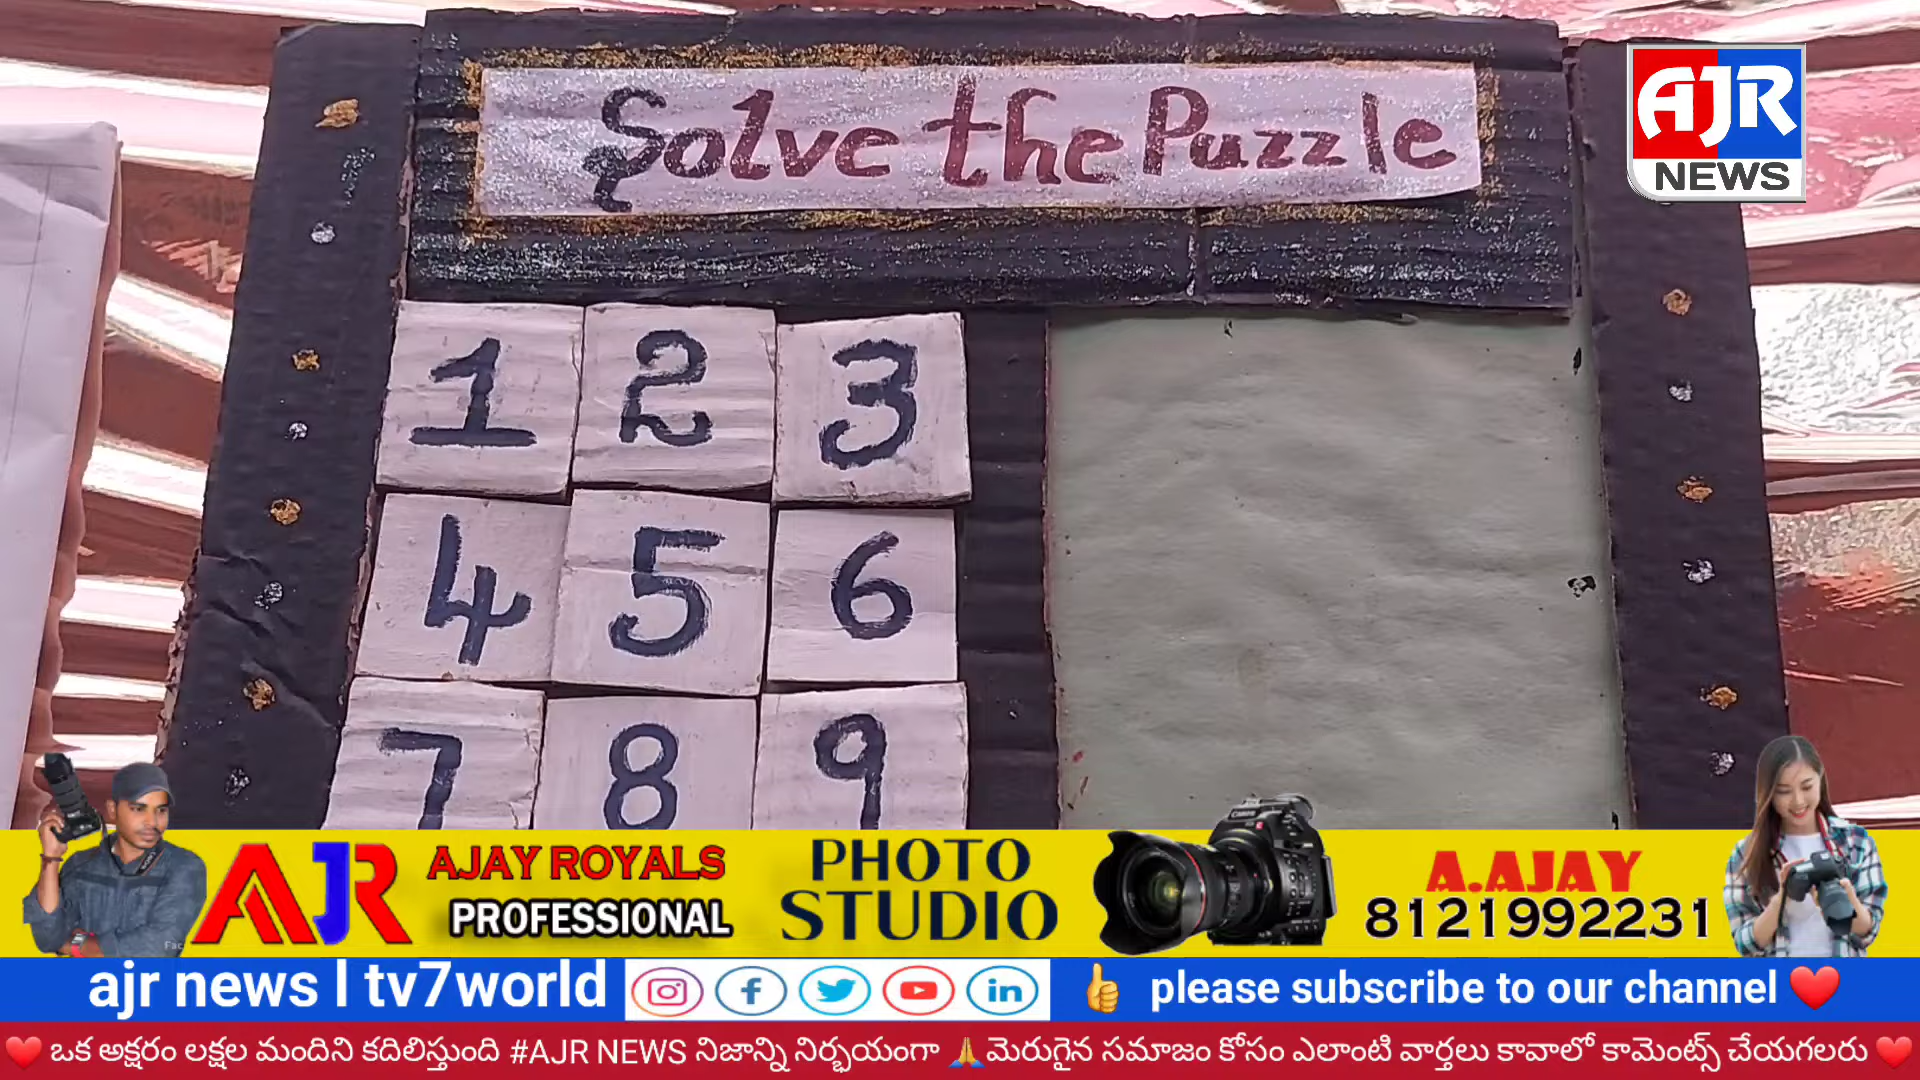 Solve the Puzzle
AJR
NEWS
1 2 3
4 5 6
7 8 9
AJR
AJAY ROYALS
PROFESSIONAL
PHOTO
STUDIO
Canon
A.AJAY
8121992231
ajr news l tv7world
please subscribe to our channel
ఒక అక్షరం లక్షల మందిని కదిలిస్తుంది #AJR NEWS నిజాన్ని నిర్భయంగా 🙏 మెరుగైన సమాజం కోసం ఎలాంటి వార్తలు కావాలో కామెంట్స్ చేయగలరు